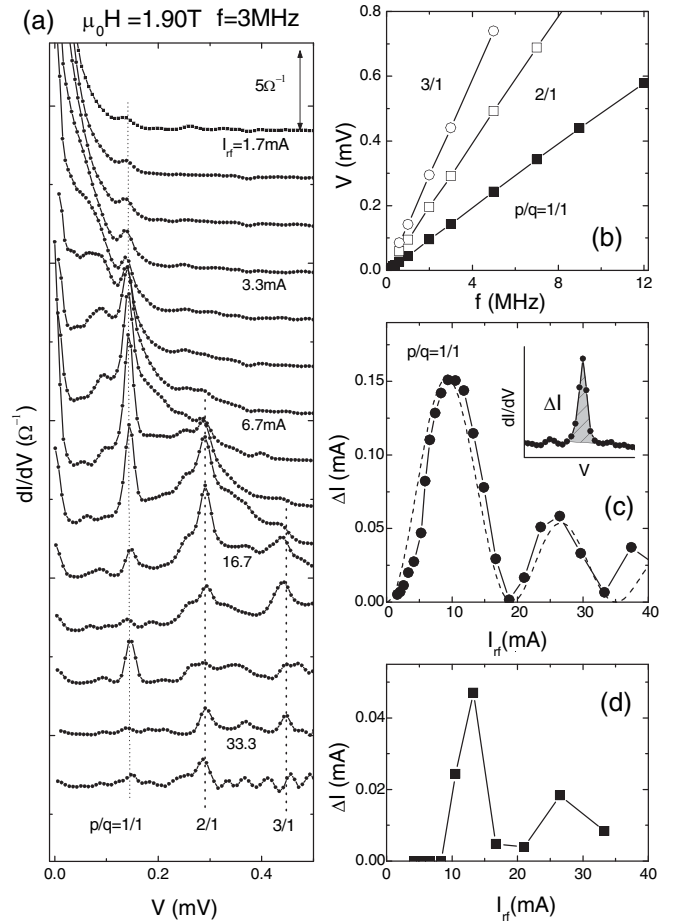 (a) μ₀H =1.90T f=3MHz
5Ω⁻¹
I_rf=1.7mA
3.3mA
6.7mA
16.7
33.3
p/q=1/1 2/1 3/1
dI/dV (Ω⁻¹)
0.0 0.2 0.4
V (mV)
0.8
0.6
0.4
0.2
0.0
V (mV)
3/1
2/1
p/q=1/1
(b)
0 4 8 12
f (MHz)
p/q=1/1
0.15
0.10
0.05
0.00
ΔI (mA)
dI/dV
ΔI
V
(c)
0 10 20 30 40
I_rf(mA)
(d)
0.04
0.02
0.00
ΔI (mA)
0 10 20 30 40
I_rf(mA)